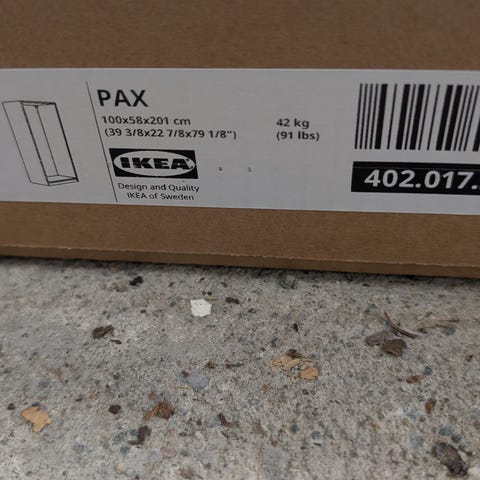 PAX
100x58x201 cm
(39 3/8x22 7/8x79 1/8")
42 kg
(91 lbs)
IKEA
Design and Quality
IKEA of Sweden
402.017.